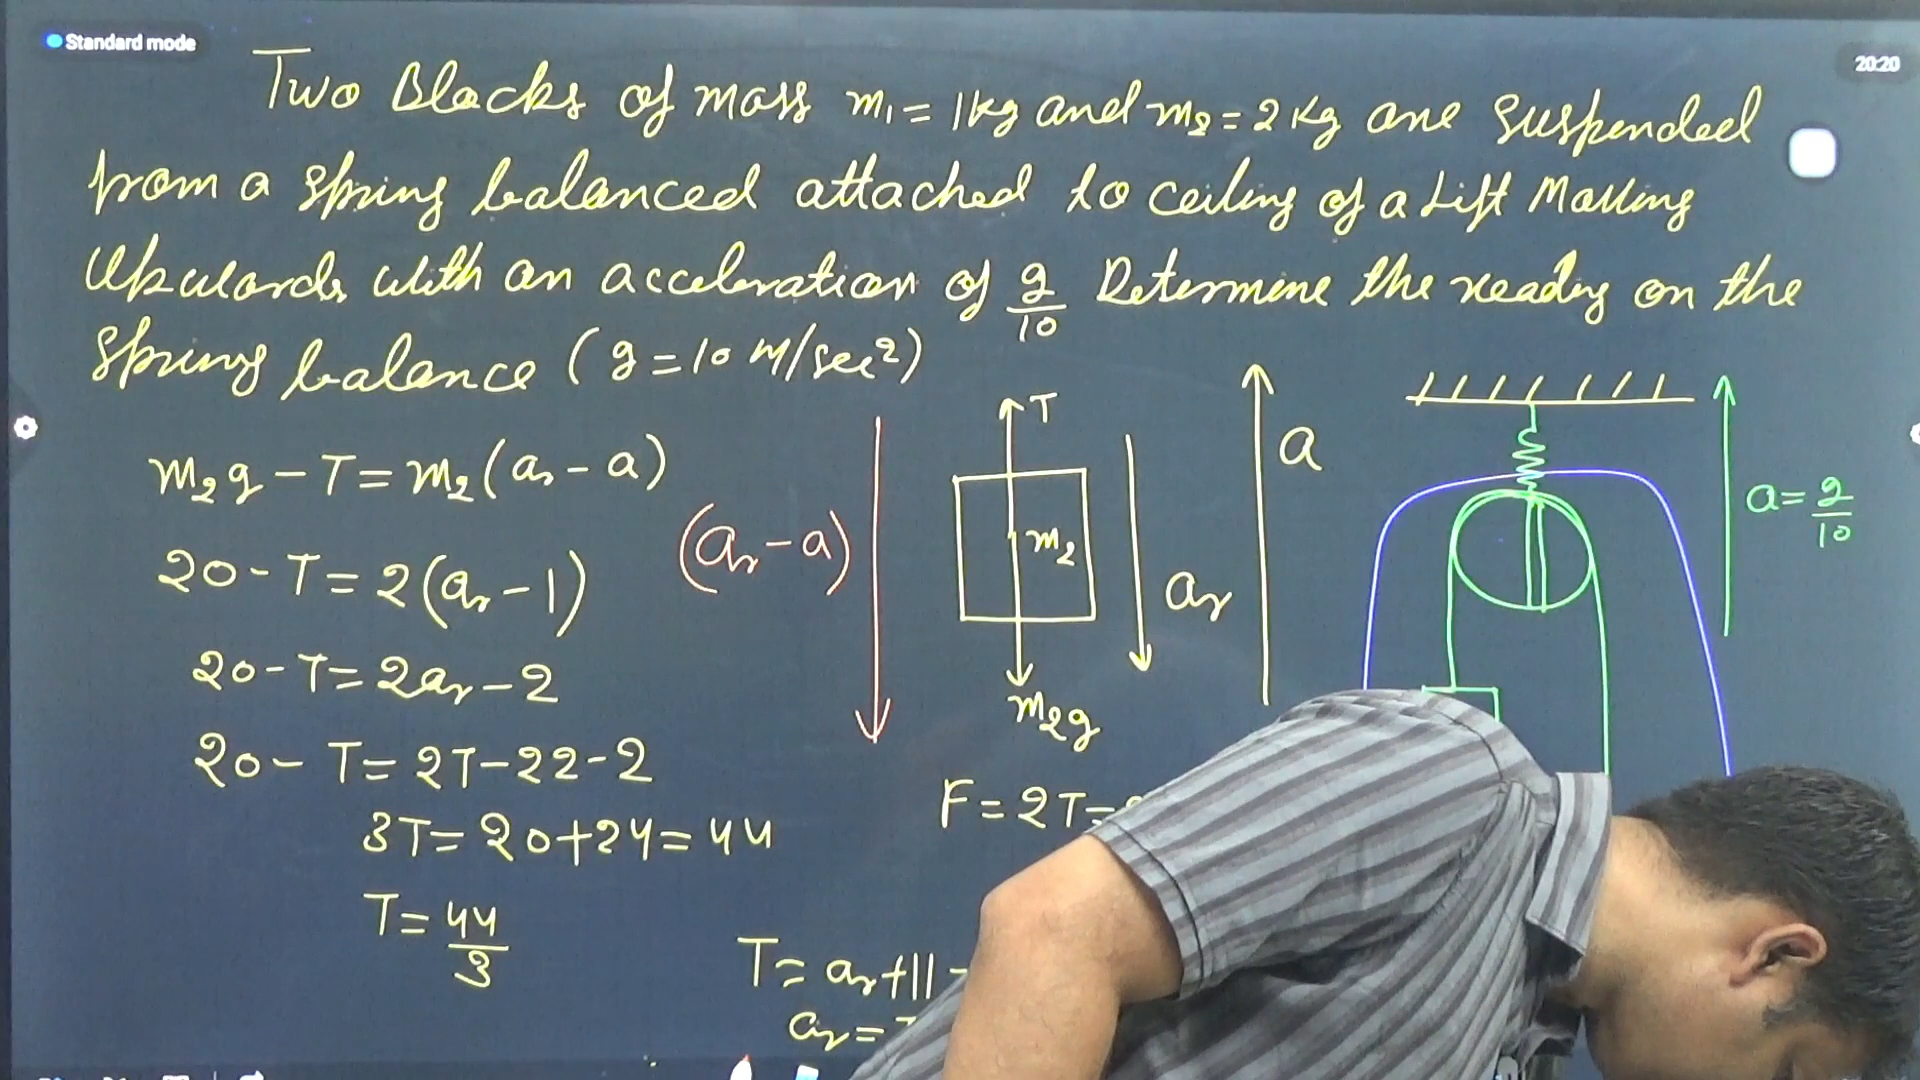 Standard mode
20:20
Two Blocks of mass m₁ = 1kg and m₂ = 2 Kg are suspended
from a spring balanced attached to ceiling of a Lift Moving
Upwards with an acceleration of g/10 Determine the reading on the
Spring balance (g = 10 M/sec²)
m₂g - T = m₂(aᵣ - a)
20 - T = 2(aᵣ - 1)
20 - T = 2aᵣ - 2
20 - T = 2T - 22 - 2
3T = 20 + 24 = 44
T = 44/3
(aᵣ - a)
T
m₂
m₂g
aᵣ
a
a = g/10
F = 2T =
T = aᵣ + 11 -
aᵣ =